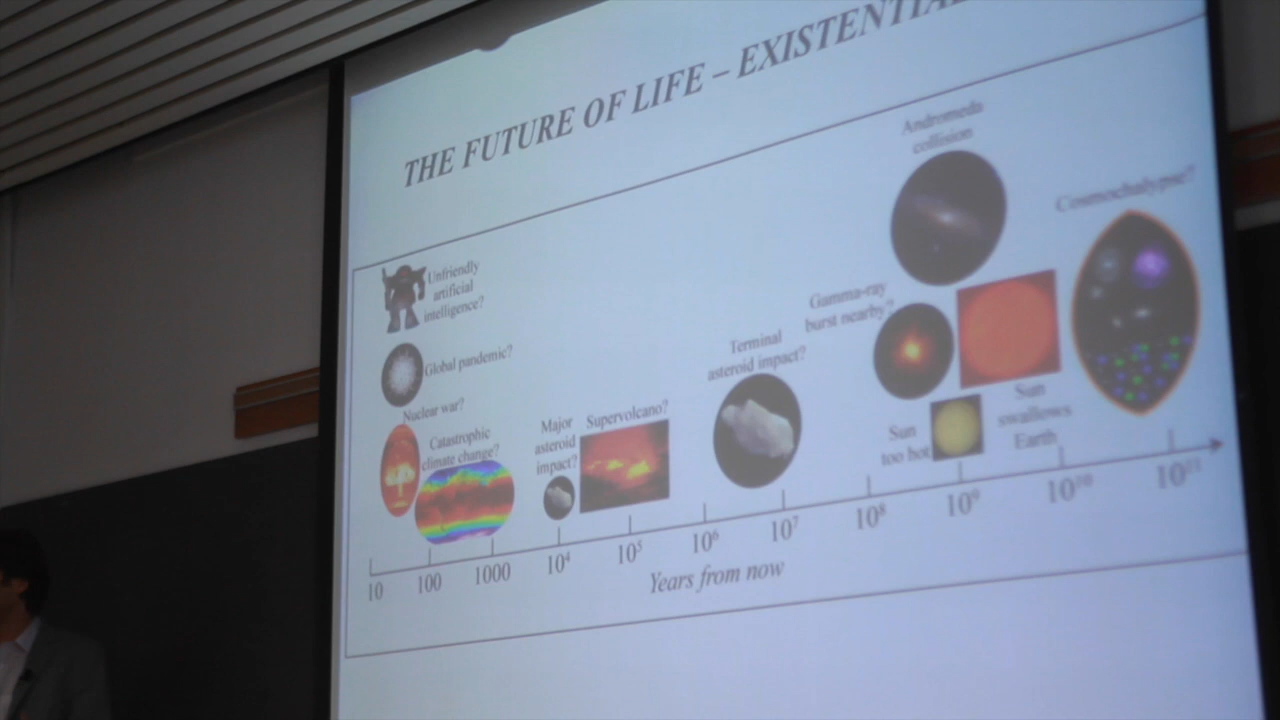 THE FUTURE OF LIFE – EXISTENTIAL
Andromeda
collision
Cosmochalypse?
Unfriendly
artificial
intelligence?
Gamma-ray
burst nearby?
Global pandemic?
Terminal
asteroid impact?
Nuclear war?
Catastrophic
climate change?
Major
asteroid
impact?
Supervolcano?
Sun
too hot
Sun
swallows
Earth
10 100 1000 10⁴ 10⁵ 10⁶ 10⁷ 10⁸ 10⁹ 10¹⁰ 10¹¹
Years from now